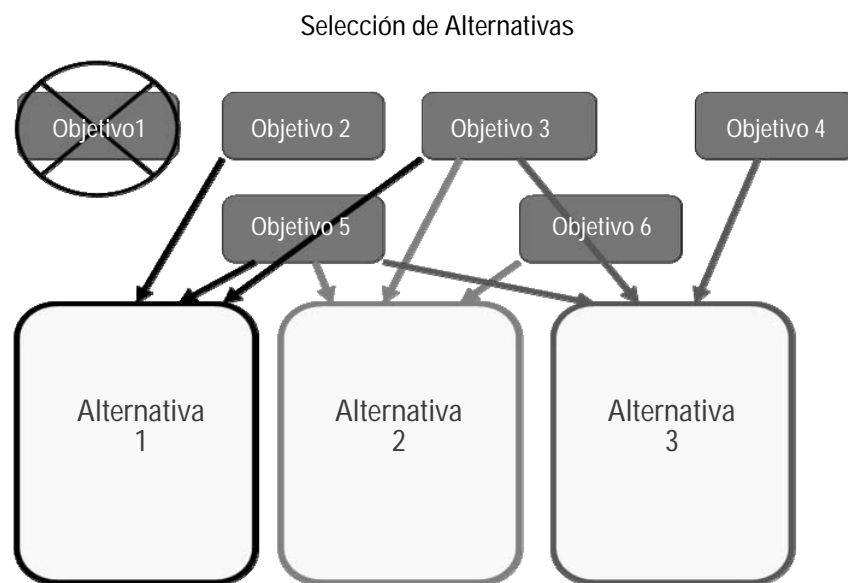 Selección de Alternativas
Objetivo1
Objetivo 2
Objetivo 3
Objetivo 4
Objetivo 5
Objetivo 6
Alternativa
1
Alternativa
2
Alternativa
3